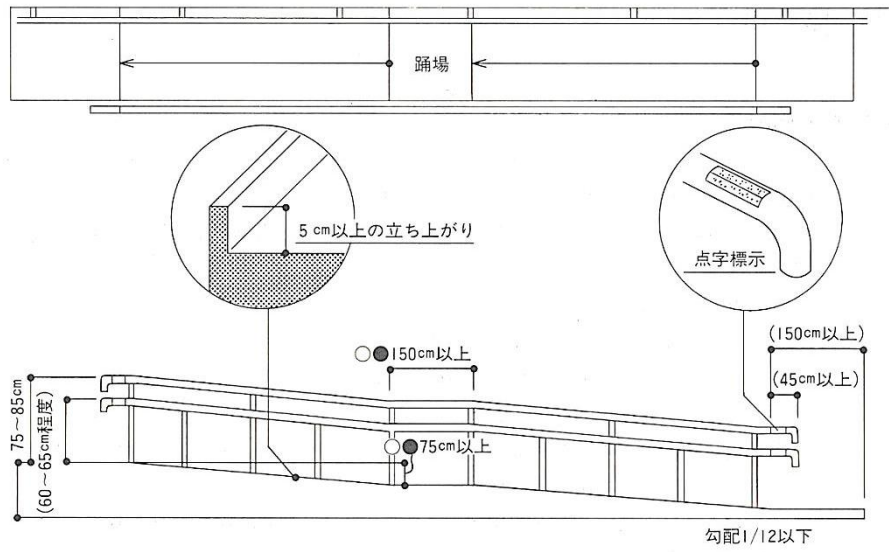 踊場
5cm以上の立ち上がり
点字標示
(150cm以上)
○●150cm以上
(45cm以上)
75~85cm
(60~65cm程度)
○●75cm以上
勾配1/12以下